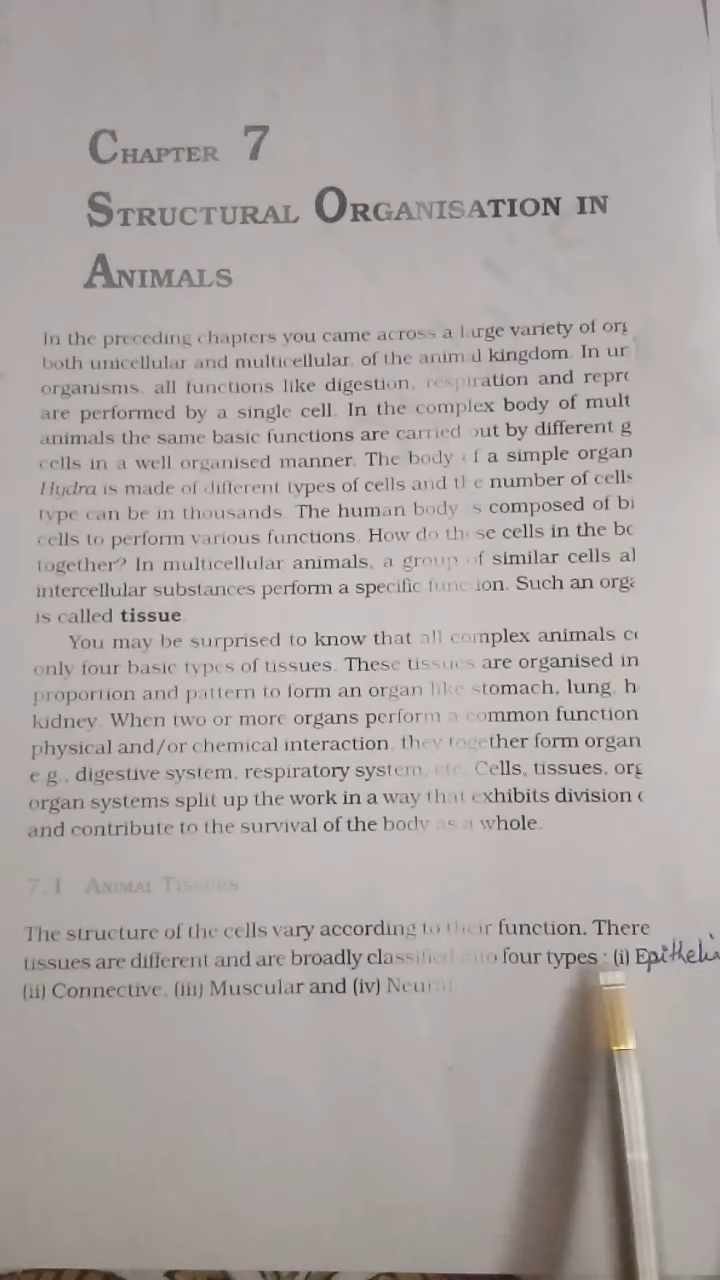 CHAPTER 7
STRUCTURAL ORGANISATION IN
ANIMALS
In the preceding chapters you came across a large variety of
both unicellular and multicellular, of the animal kingdom. In
organisms, all functions like digestion, respiration and
are performed by a single cell. In the complex body of
animals the same basic functions are carried out by different
cells in a well organised manner. The body of a simple
Hydra is made of different types of cells and the number of cells
type can be in thousands. The human body is composed of
cells to perform various functions. How do these cells in the
together? In multicellular animals, a group of similar cells
intercellular substances perform a specific function. Such an
is called tissue.
You may be surprised to know that all complex animals
only four basic types of tissues. These tissues are organised in
proportion and pattern to form an organ like stomach, lung,
kidney. When two or more organs perform a common function
physical and/or chemical interaction, they together form organ
e.g., digestive system, respiratory system, etc. Cells, tissues,
organ systems split up the work in a way that exhibits division
and contribute to the survival of the body as a whole.
7.1 ANIMAL TISSUES
The structure of the cells vary according to their function. There
tissues are different and are broadly classified into four types : (i)
(ii) Connective, (iii) Muscular and (iv) Neural.